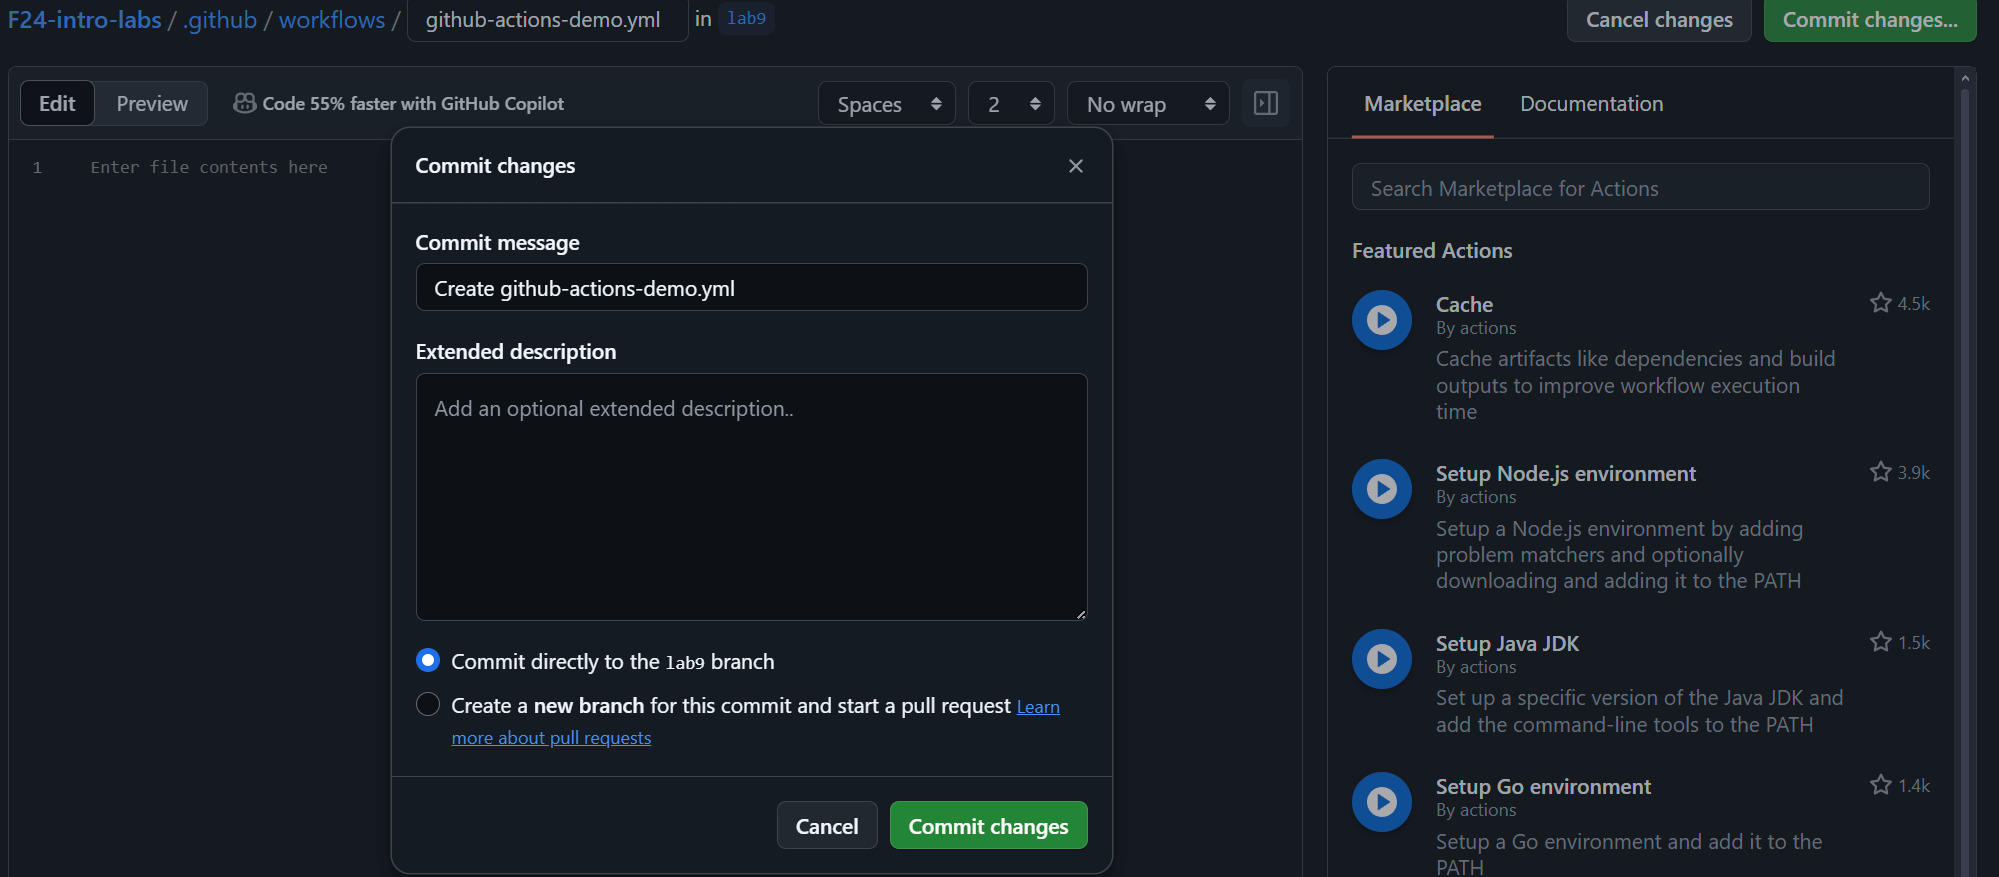 F24-intro-labs / .github / workflows / github-actions-demo.yml in lab9
Cancel changes
Commit changes...
Edit
Preview
Code 55% faster with GitHub Copilot
Spaces
2
No wrap
1
Enter file contents here
Commit changes
Commit message
Create github-actions-demo.yml
Extended description
Add an optional extended description..
Commit directly to the lab9 branch
Create a new branch for this commit and start a pull request Learn
more about pull requests
Cancel
Commit changes
Marketplace
Documentation
Search Marketplace for Actions
Featured Actions
Cache
4.5k
By actions
Cache artifacts like dependencies and build
outputs to improve workflow execution
time
Setup Node.js environment
3.9k
By actions
Setup a Node.js environment by adding
problem matchers and optionally
downloading and adding it to the PATH
Setup Java JDK
1.5k
By actions
Set up a specific version of the Java JDK and
add the command-line tools to the PATH
Setup Go environment
1.4k
By actions
Setup a Go environment and add it to the
PATH